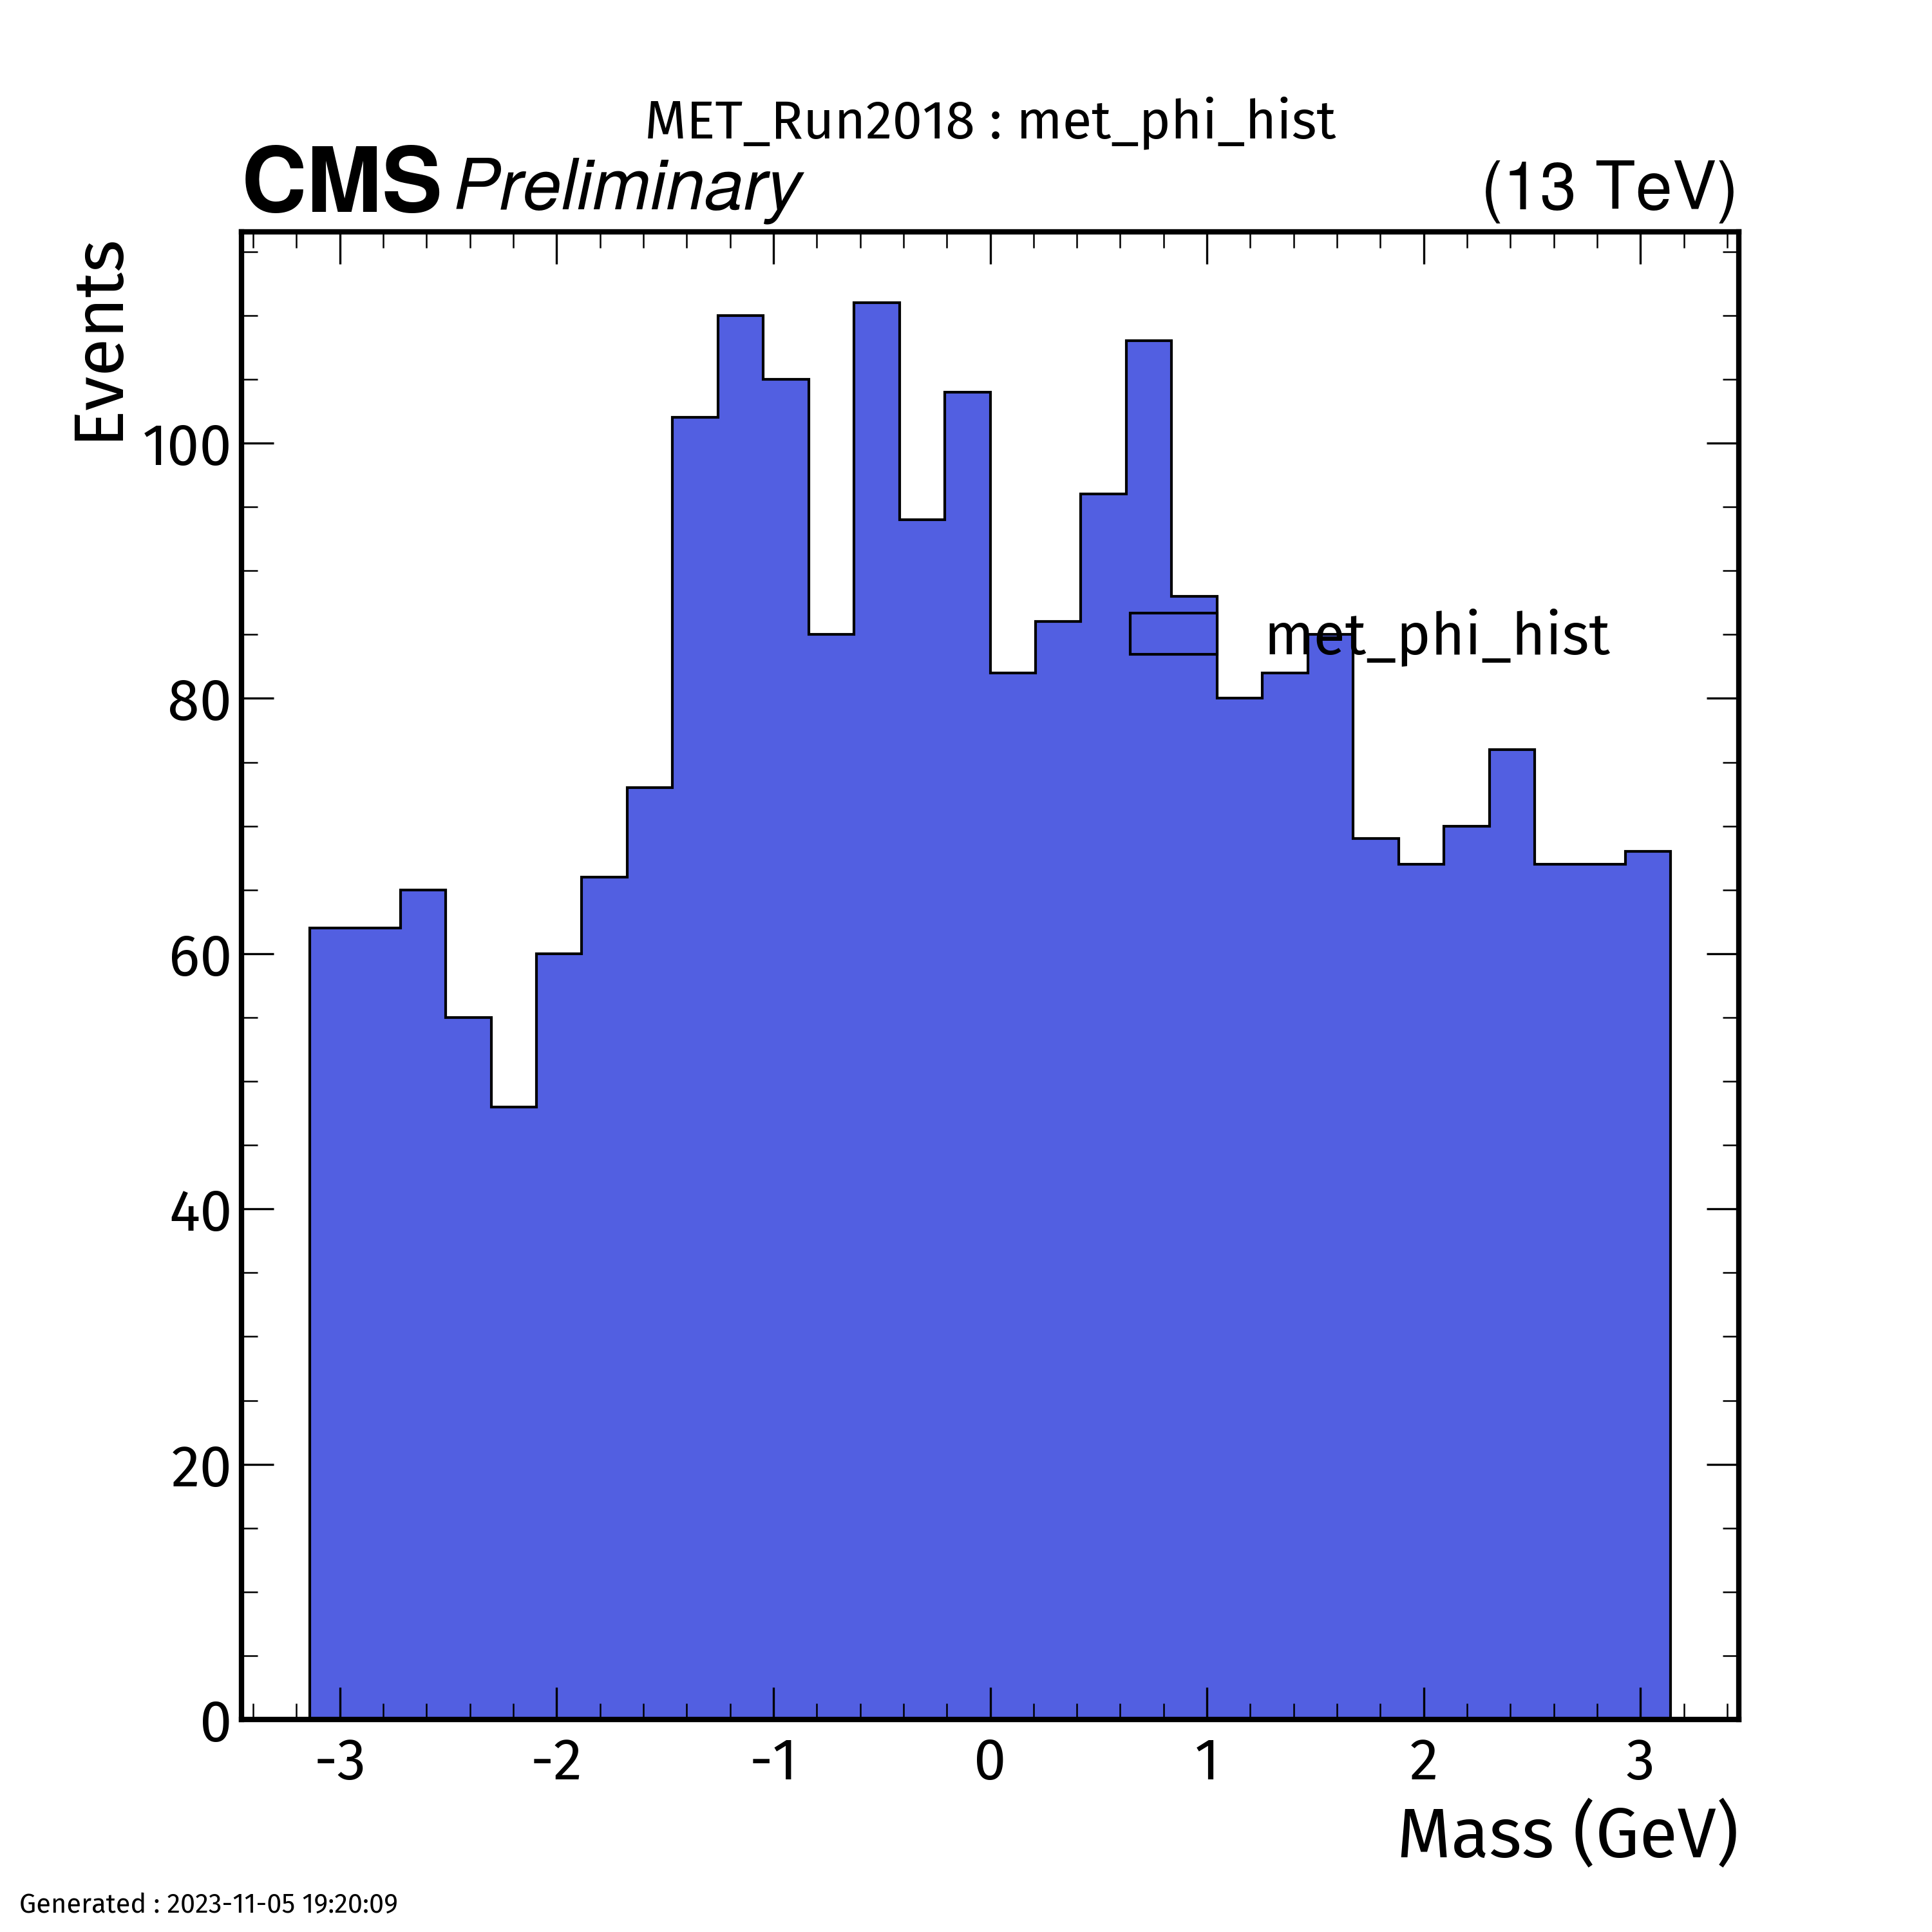 MET_Run2018 : met_phi_hist
CMS Preliminary (13 TeV)
Events
100
80
60
40
20
0
met_phi_hist
-3 -2 -1 0 1 2 3
Mass (GeV)
Generated : 2023-11-05 19:20:09